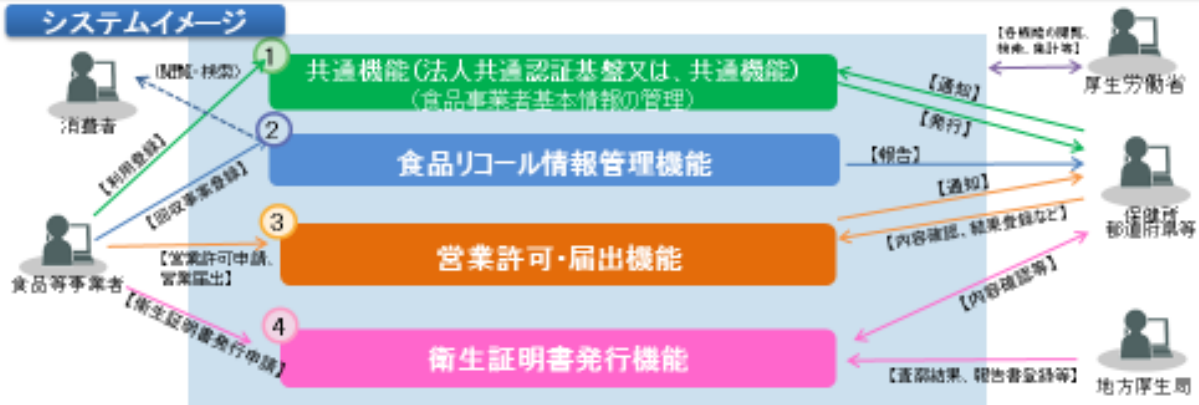 システムイメージ
消費者
(閲覧・検索)
1
共通機能(法人共通認証基盤又は、共通機能)
(食品事業者基本情報の管理)
【通知】
【発行】
【各機能の閲覧、
検索、集計等】
厚生労働省
【利用登録】
2
食品リコール情報管理機能
【報告】
【回収事案登録】
3
営業許可・届出機能
【通知】
【内容確認、結果登録など】
保健所
都道府県等
食品等事業者
【営業許可申請、
営業届出】
【衛生証明書発行申請】
4
衛生証明書発行機能
【内容確認等】
【査察結果、報告書登録等】
地方厚生局